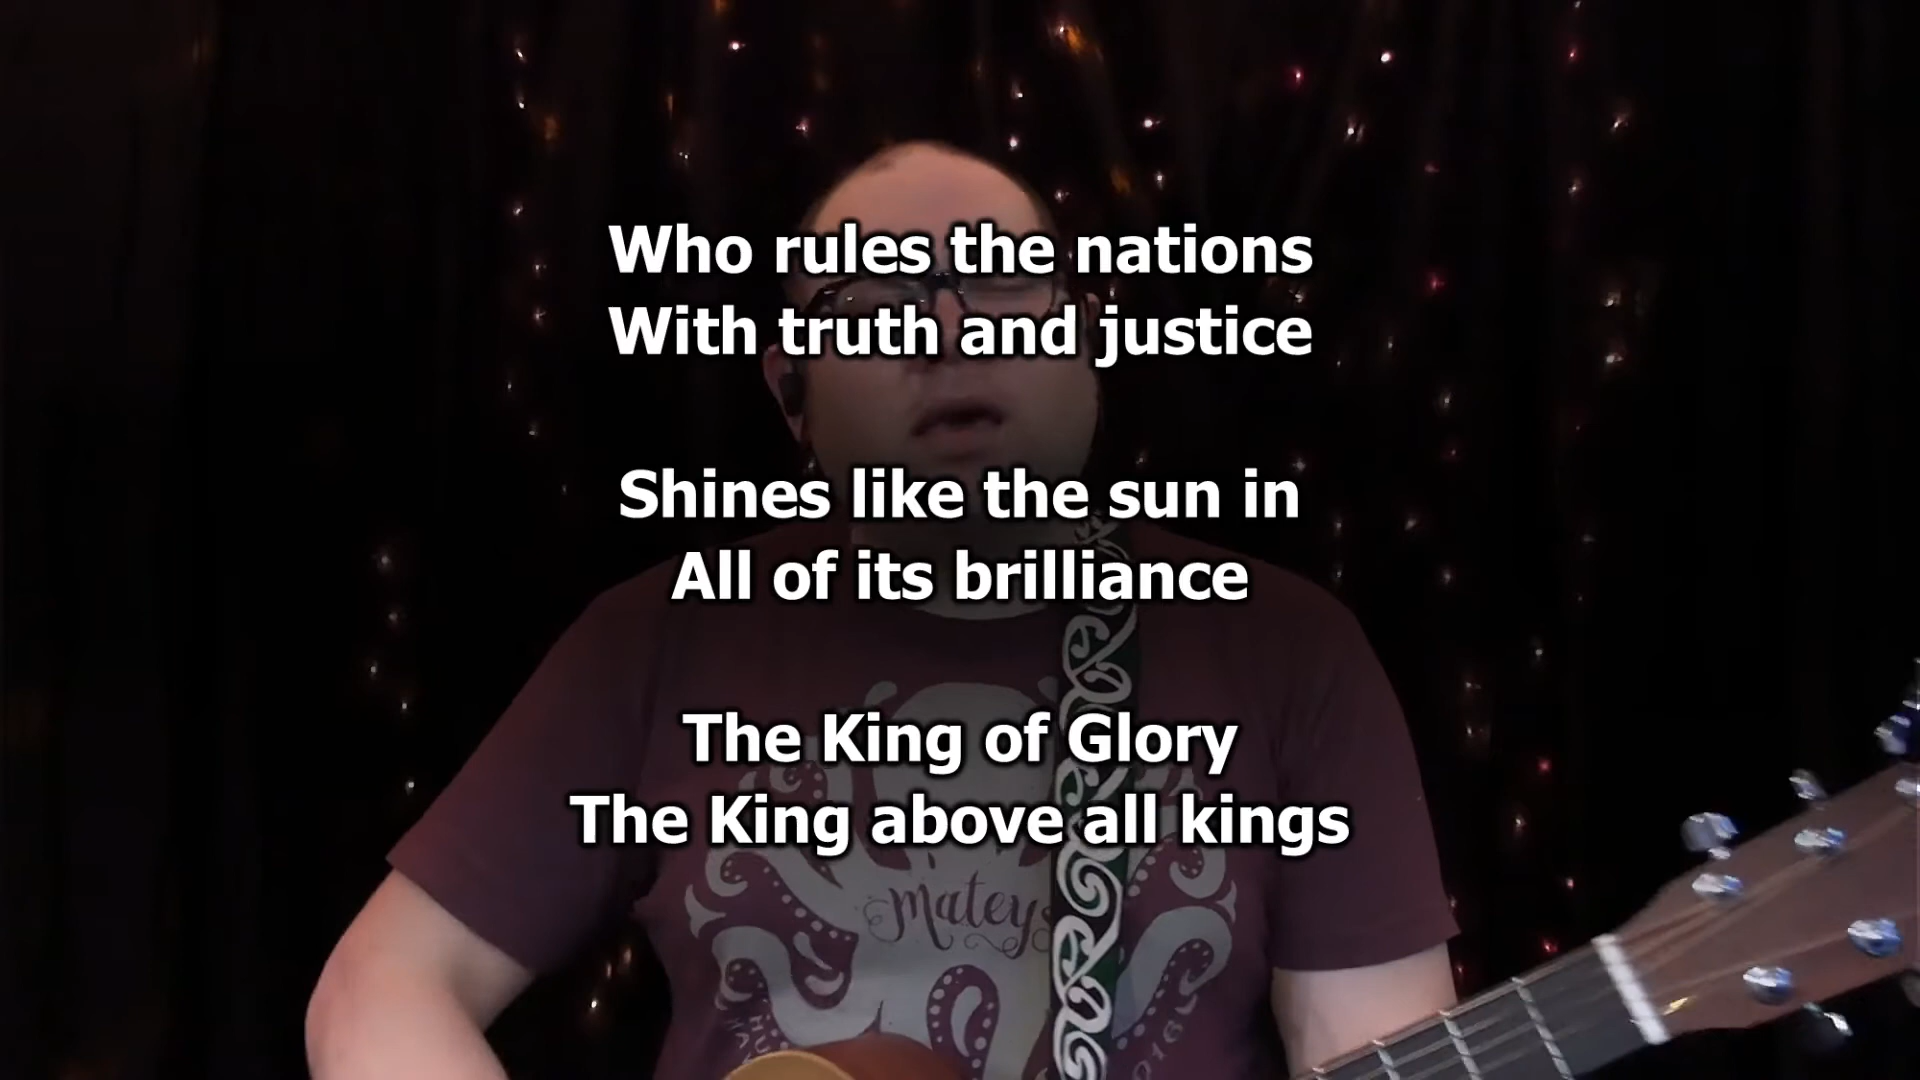 Who rules the nations
With truth and justice
Shines like the sun in
All of its brilliance
The King of Glory
The King above all kings
mateys